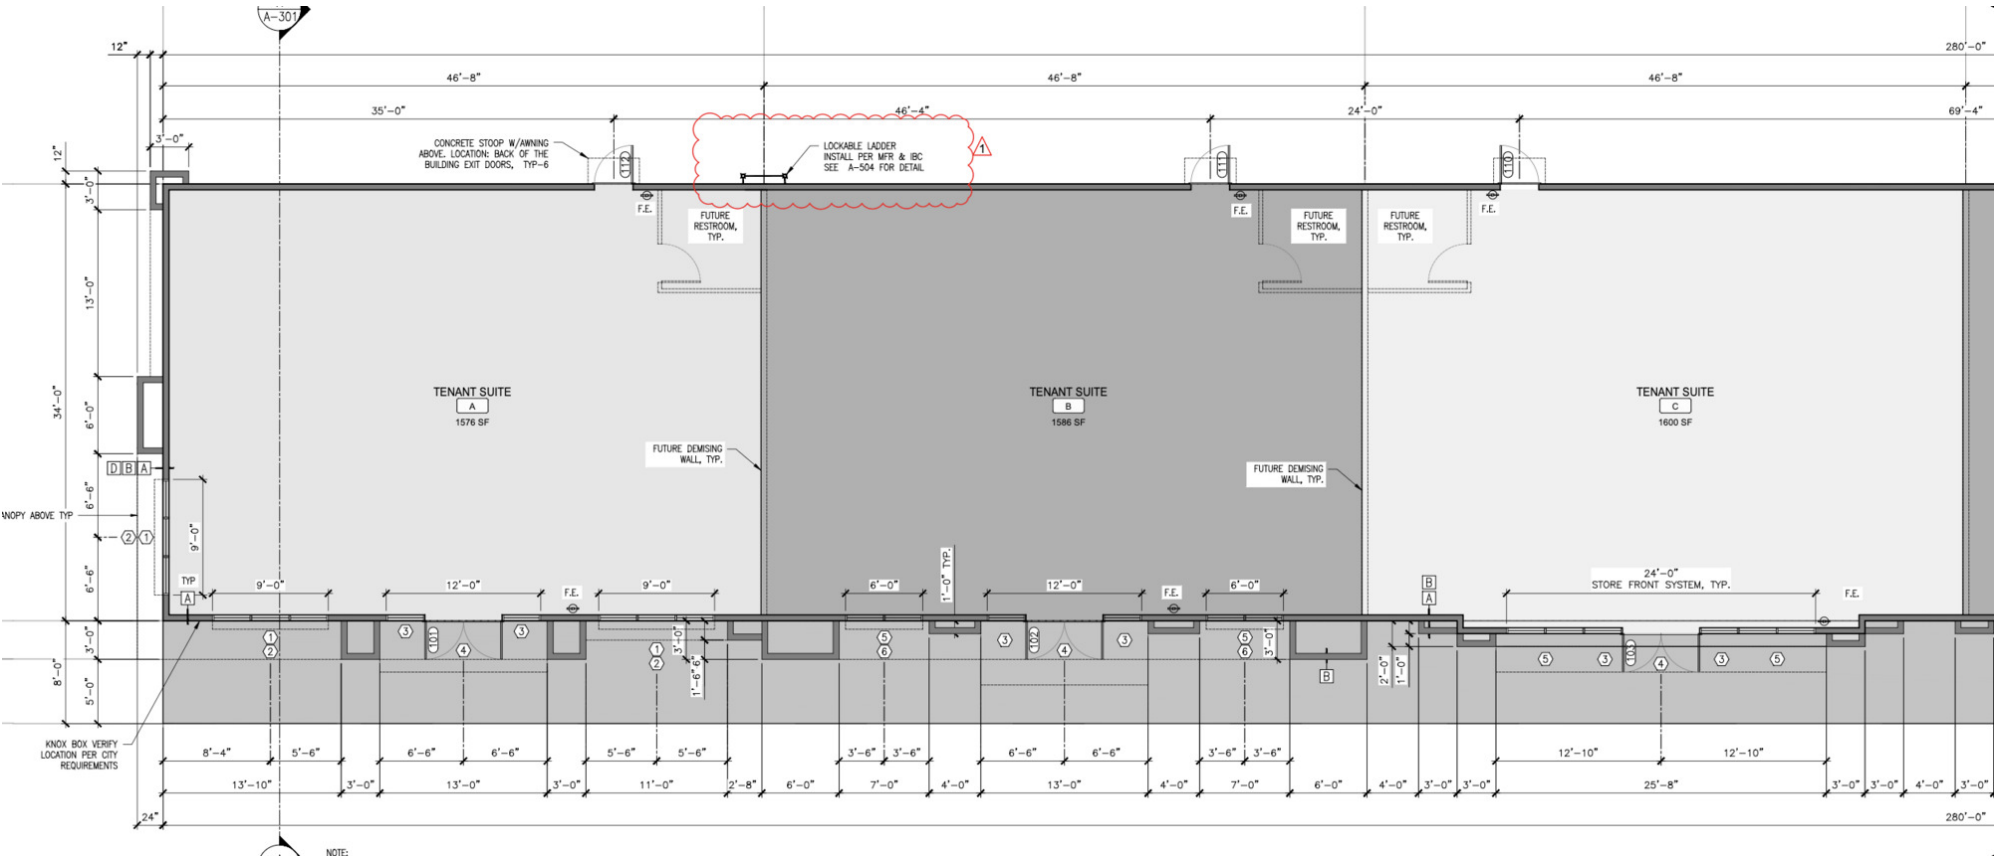 A-301
12"
280'-0"
46'-8"
46'-8"
46'-8"
35'-0"
46'-4"
24'-0"
69'-4"
3'-0"
12"
CONCRETE STOOP W/AWNING
ABOVE. LOCATION: BACK OF THE
BUILDING EXIT DOORS, TYP-6
112
LOCKABLE LADDER
INSTALL PER MFR & IBC
SEE A-504 FOR DETAIL
1
111
110
3'-0"
F.E.
F.E.
F.E.
FUTURE
RESTROOM,
TYP.
FUTURE
RESTROOM,
TYP.
FUTURE
RESTROOM,
TYP.
13'-0"
34'-0"
6'-0"
TENANT SUITE
A
1576 SF
TENANT SUITE
B
1586 SF
TENANT SUITE
C
1600 SF
FUTURE DEMISING
WALL, TYP.
FUTURE DEMISING
WALL, TYP.
D B A
6'-6"
ANOPY ABOVE TYP
2 1
9'-0"
6'-6"
TYP
A
9'-0"
12'-0"
F.E.
9'-0"
6'-0"
1'-0" TYP.
12'-0"
F.E.
6'-0"
B
A
24'-0"
STORE FRONT SYSTEM, TYP.
F.E.
3'-0"
8'-0"
5'-0"
1
2
3
101
4
3
1
2
3'-0"
1'-6"
5
6
3
102
4
3
5
6
3'-0"
B
2'-0"
1'-0"
5
3
103
4
3
5
KNOX BOX VERIFY
LOCATION PER CITY
REQUIREMENTS
8'-4"
5'-6"
6'-6"
6'-6"
5'-6"
5'-6"
3'-6"
3'-6"
6'-6"
6'-6"
3'-6"
3'-6"
12'-10"
12'-10"
13'-10"
3'-0"
13'-0"
3'-0"
11'-0"
2'-8"
6'-0"
7'-0"
4'-0"
13'-0"
4'-0"
7'-0"
6'-0"
4'-0"
3'-0"
3'-0"
25'-8"
3'-0"
3'-0"
4'-0"
3'-0"
24"
280'-0"
NOTE: